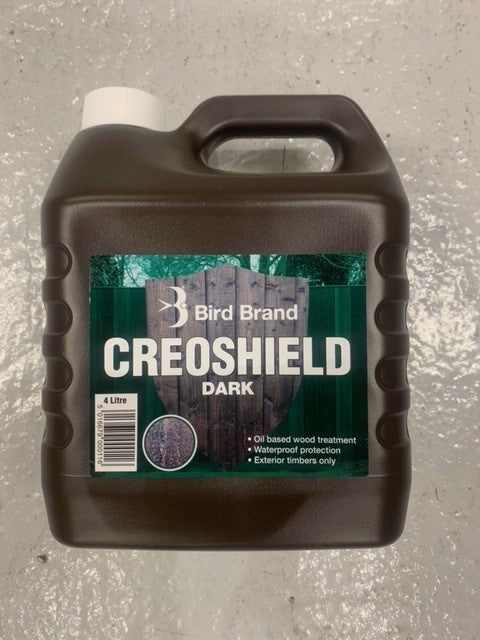 Bird Brand
CREOSHIELD
DARK
4 Litre
• Oil based wood treatment
• Waterproof protection
• Exterior timbers only